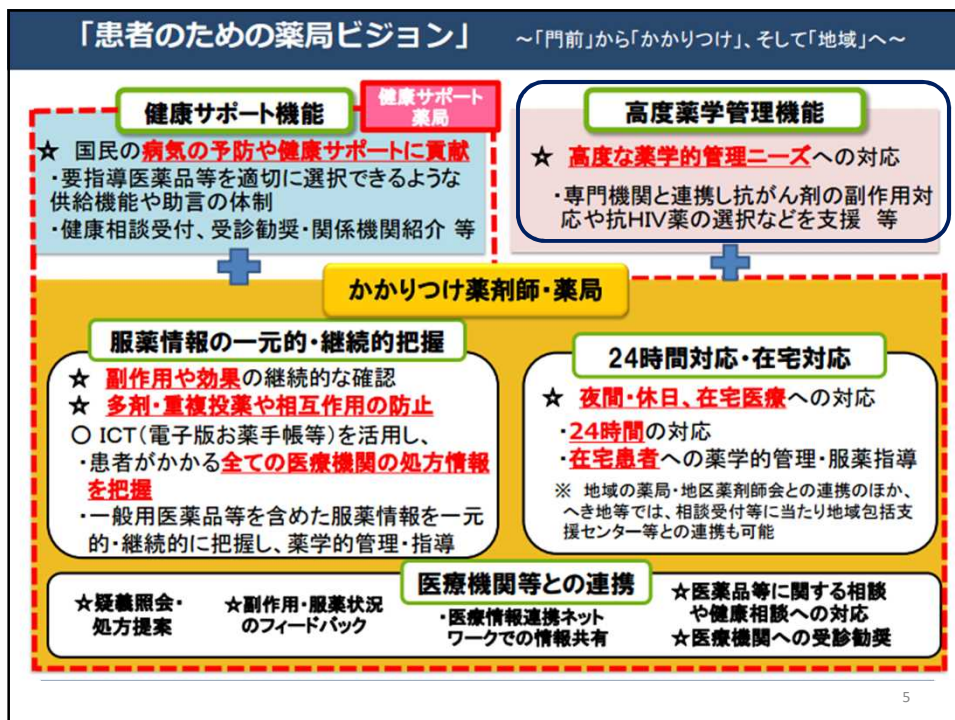 「患者のための薬局ビジョン」 ～「門前」から「かかりつけ」、そして「地域」へ～
健康サポート機能
健康サポート
薬局
☆ 国民の病気の予防や健康サポートに貢献
・要指導医薬品等を適切に選択できるような
供給機能や助言の体制
・健康相談受付、受診勧奨・関係機関紹介 等
高度薬学管理機能
☆ 高度な薬学的管理ニーズへの対応
・専門機関と連携し抗がん剤の副作用対
応や抗HIV薬の選択などを支援 等
かかりつけ薬剤師・薬局
服薬情報の一元的・継続的把握
☆ 副作用や効果の継続的な確認
☆ 多剤・重複投薬や相互作用の防止
○ ICT(電子版お薬手帳等)を活用し、
・患者がかかる全ての医療機関の処方情報
を把握
・一般用医薬品等を含めた服薬情報を一元
的・継続的に把握し、薬学的管理・指導
24時間対応・在宅対応
☆ 夜間・休日、在宅医療への対応
・24時間の対応
・在宅患者への薬学的管理・服薬指導
※ 地域の薬局・地区薬剤師会との連携のほか、
へき地等では、相談受付等に当たり地域包括支
援センター等との連携も可能
医療機関等との連携
☆疑義照会・
処方提案
☆副作用・服薬状況
のフィードバック
・医療情報連携ネット
ワークでの情報共有
☆医薬品等に関する相談
や健康相談への対応
☆医療機関への受診勧奨
5